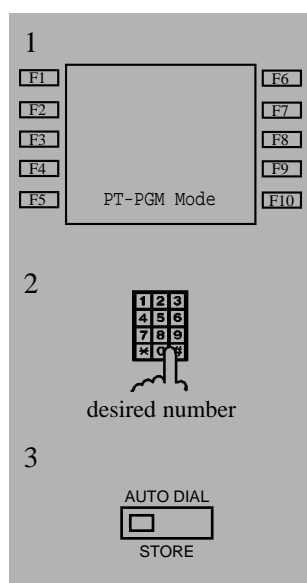 1
F1 F6
F2 F7
F3 F8
F4 F9
F5 PT-PGM Mode F10
2
1 2 3
4 5 6
7 8 9
* 0 #
desired number
3
AUTO DIAL
STORE